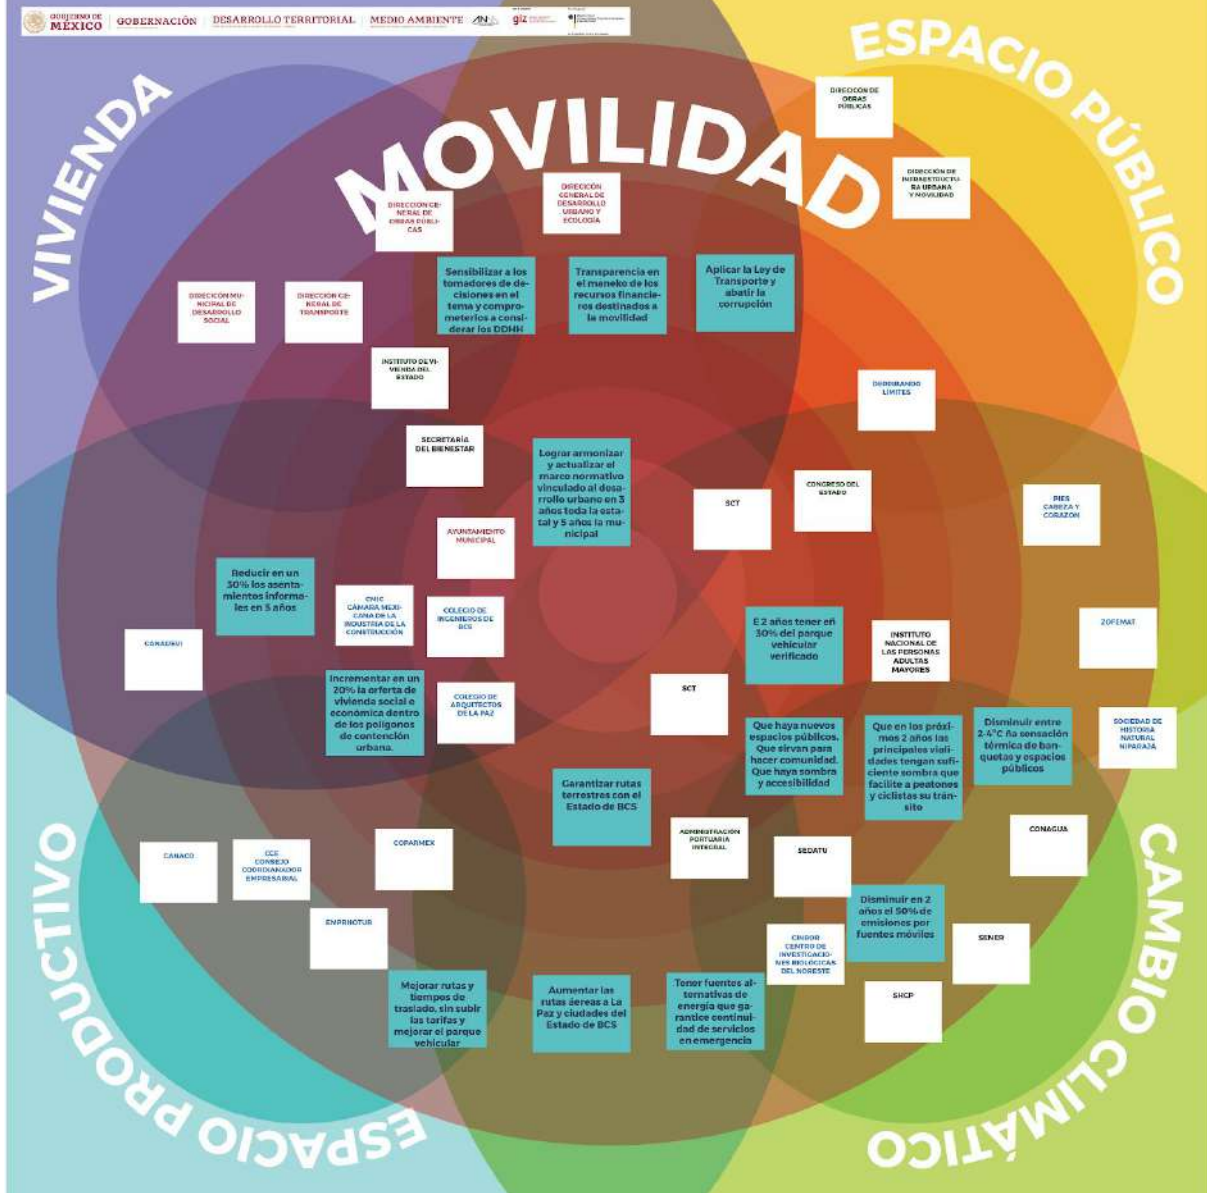 GOBIERNO DE
MÉXICO
GOBERNACIÓN
DESARROLLO TERRITORIAL
MEDIO AMBIENTE
giz
VIVIENDA
MOVILIDAD
ESPACIO PÚBLICO
DIRECCIÓN DE
OBRAS
PÚBLICAS
DIRECCIÓN DE
INFRAESTRUCTU-
RA URBANA
Y MOVILIDAD
DIRECCIÓN GE-
NERAL DE
OBRAS PÚBLI-
CAS
DIRECCIÓN
GENERAL DE
DESARROLLO
URBANO Y
ECOLOGÍA
Sensibilizar a los
tomadores de de-
cisiones en el
tema y compro-
meterlos a consi-
derar los DDHH
Transparencia en
el maneko de los
recursos financie-
ros destinados a
la movilidad
Aplicar la Ley de
Transporte y
abatir la
corrupción
DIRECCIÓN MU-
NICIPAL DE
DESARROLLO
SOCIAL
DIRECCIÓN GE-
NERAL DE
TRANSPORTE
INSTITUTO DE VI-
VIENDA DEL
ESTADO
DERRIBANDO
LÍMITES
SECRETARÍA
DEL BIENESTAR
Lograr armonizar
y actualizar el
marco normativo
vinculado al desa-
rrollo urbano en 3
años toda la esta-
tal y 5 años la mu-
nicipal
SCT
CONGRESO DEL
ESTADO
PIES
CABEZA Y
CORAZON
AYUNTAMIENTO
MUNICIPAL
Reducir en un
30% los asenta-
mientos informa-
les en 5 años
CMIC
CÁMARA MEXI-
CANA DE LA
INDUSTRIA DE LA
CONSTRUCCIÓN
COLEGIO DE
INGENIEROS DE
BCS
E 2 años tener eñ
30% del parque
vehicular
verificado
INSTITUTO
NACIONAL DE
LAS PERSONAS
ADULTAS
MAYORES
ZOFEMAT
CANADEVI
Incrementar en un
20% la orferta de
vivienda social o
económica dentro
de los polígonos
de contención
urbana.
COLEGIO DE
ARQUITECTOS
DE LA PAZ
SCT
Que haya nuevos
espacios públicos.
Que sirvan para
hacer comunidad.
Que haya sombra
y accesibilidad
Que en los próxi-
mos 2 años las
principales viali-
dades tengan sufi-
ciente sombra que
facilite a peatones
y ciclistas su trán-
sito
Disminuir entre
2-4°C ña sensación
térmica de ban-
quetas y espacios
públicos
SOCIEDAD DE
HISTORIA
NATURAL
NIPARAJÁ
Garantizar rutas
terrestres con el
Estado de BCS
ADMINISTRACIÓN
PORTUARIA
INTEGRAL
CONAGUA
CANACO
CCE
CONSEJO
COORDIANADOR
EMPRESARIAL
COPARMEX
SEDATU
EMPRHOTUR
Disminuir en 2
años el 50% de
emisiones por
fuentes móviles
CINBOR
CENTRO DE
INVESTIGACIO-
NES BIOLÓGICAS
DEL NORESTE
SENER
SHCP
Mejorar rutas y
tiempos de
traslado, sin subir
las tarifas y
mejorar el parque
vehicular
Aumentar las
rutas áereas a La
Paz y ciudades del
Estado de BCS
Tener fuentes al-
ternativas de
energía que ga-
rantice continui-
dad de servicios
en emergencia
ESPACIO PRODUCTIVO
CAMBIO CLIMÁTICO